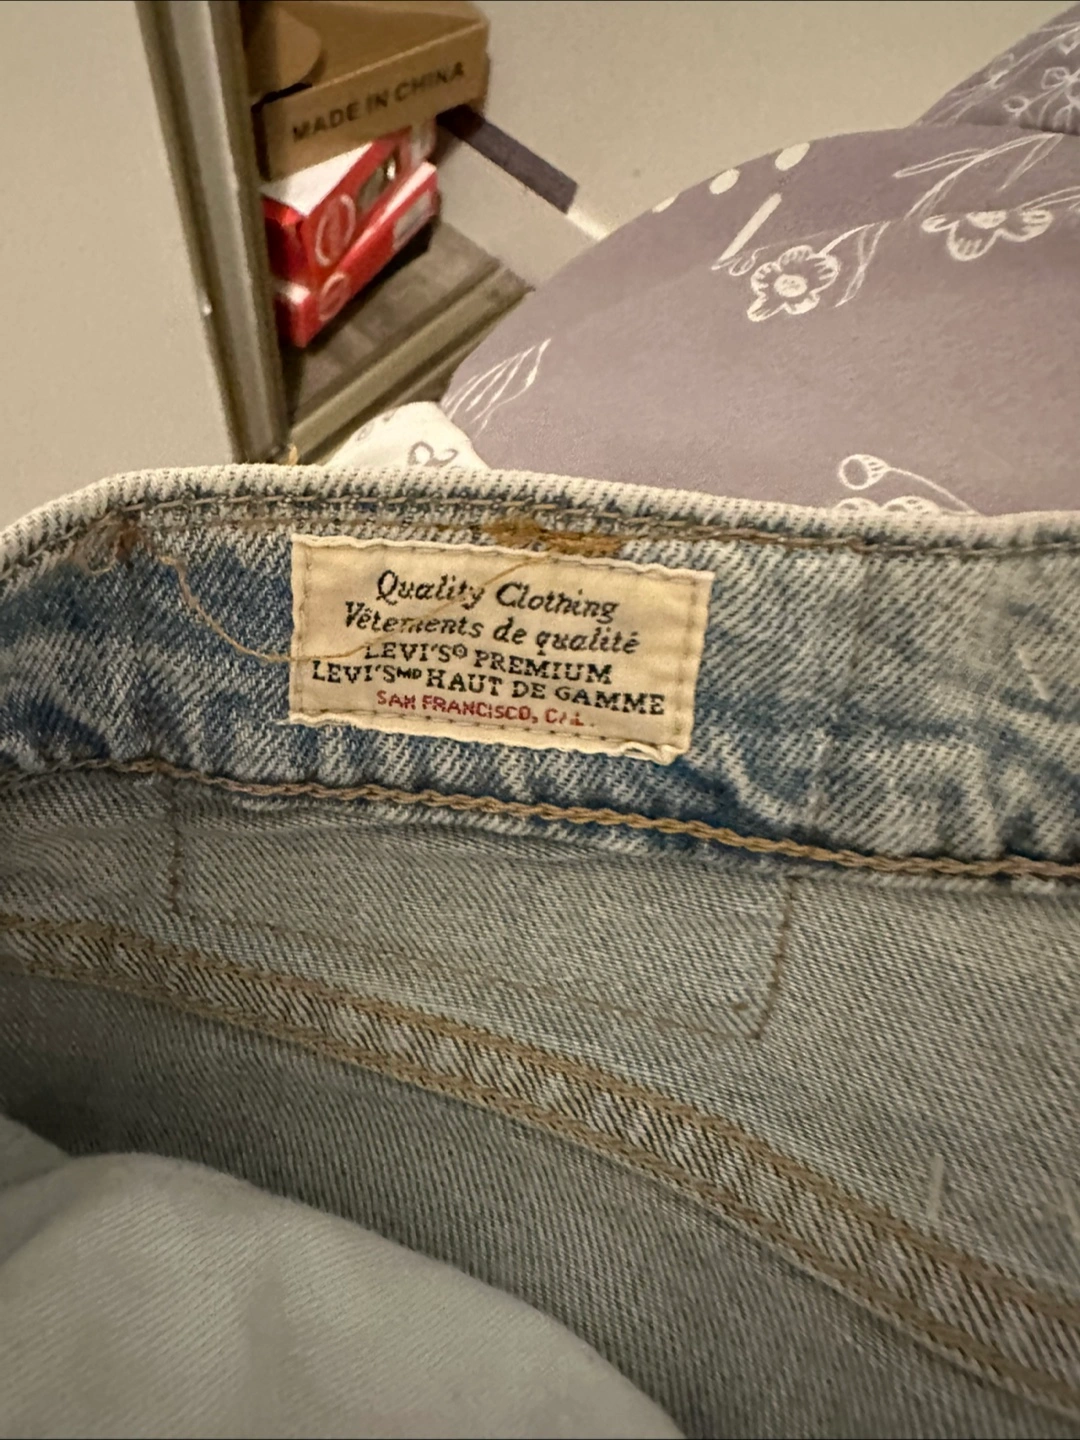 MADE IN CHINA
Quality Clothing
Vêtements de qualité
LEVI'S® PREMIUM
LEVI'Sᴹᴰ HAUT DE GAMME
SAN FRANCISCO, CAL.